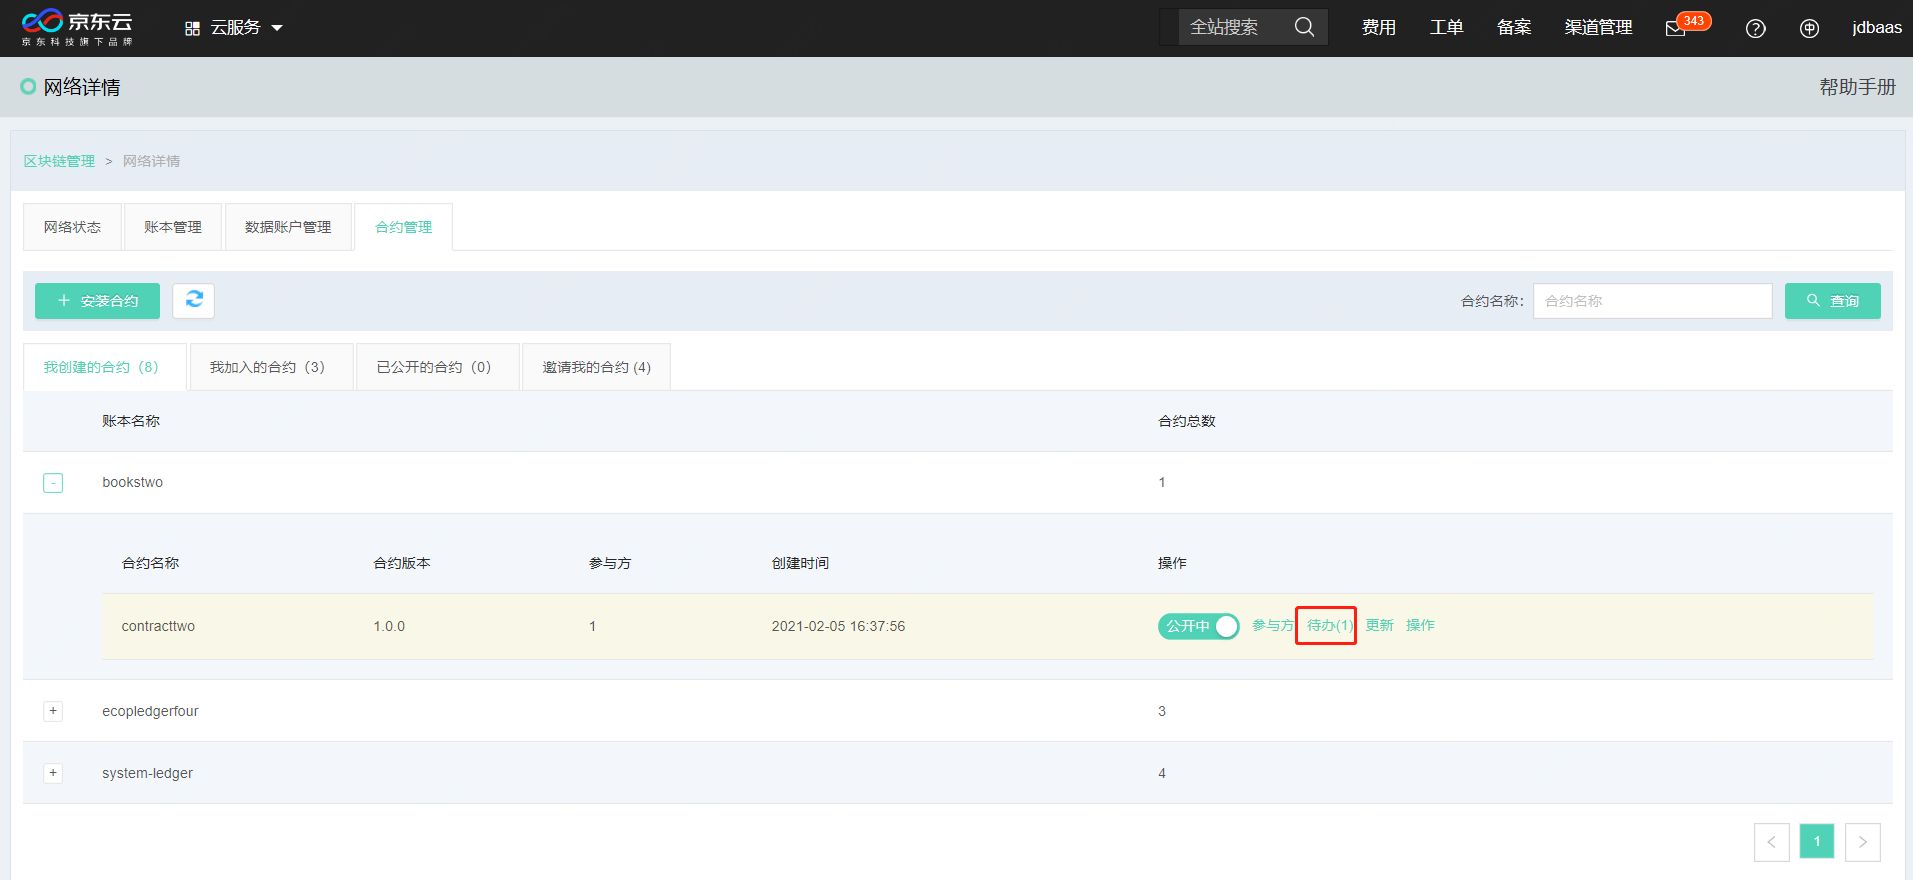 京东云
京东科技旗下品牌
云服务
全站搜索
费用
工单
备案
渠道管理
343
jdbaas
网络详情
帮助手册
区块链管理 > 网络详情
网络状态
账本管理
数据账户管理
合约管理
+ 安装合约
合约名称：
合约名称
查询
我创建的合约（8）
我加入的合约（3）
已公开的合约（0）
邀请我的合约 (4)
账本名称 合约总数
- bookstwo 1
合约名称 合约版本 参与方 创建时间 操作
contracttwo 1.0.0 1 2021-02-05 16:37:56 公开中 参与方 待办(1) 更新 操作
+ ecopledgerfour 3
+ system-ledger 4
< 1 >